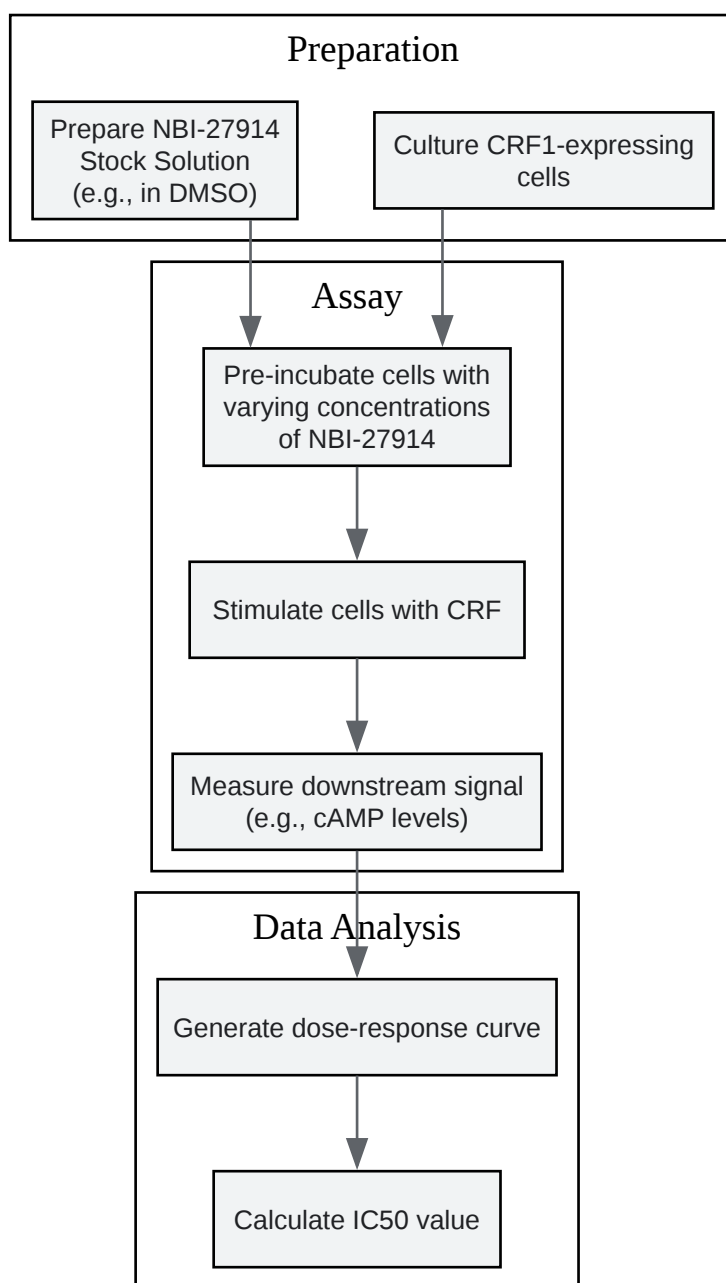 Preparation
Prepare NBI-27914
Stock Solution
(e.g., in DMSO)
Culture CRF1-expressing
cells
Assay
Pre-incubate cells with
varying concentrations
of NBI-27914
Stimulate cells with CRF
Measure downstream signal
(e.g., cAMP levels)
Data Analysis
Generate dose-response curve
Calculate IC50 value